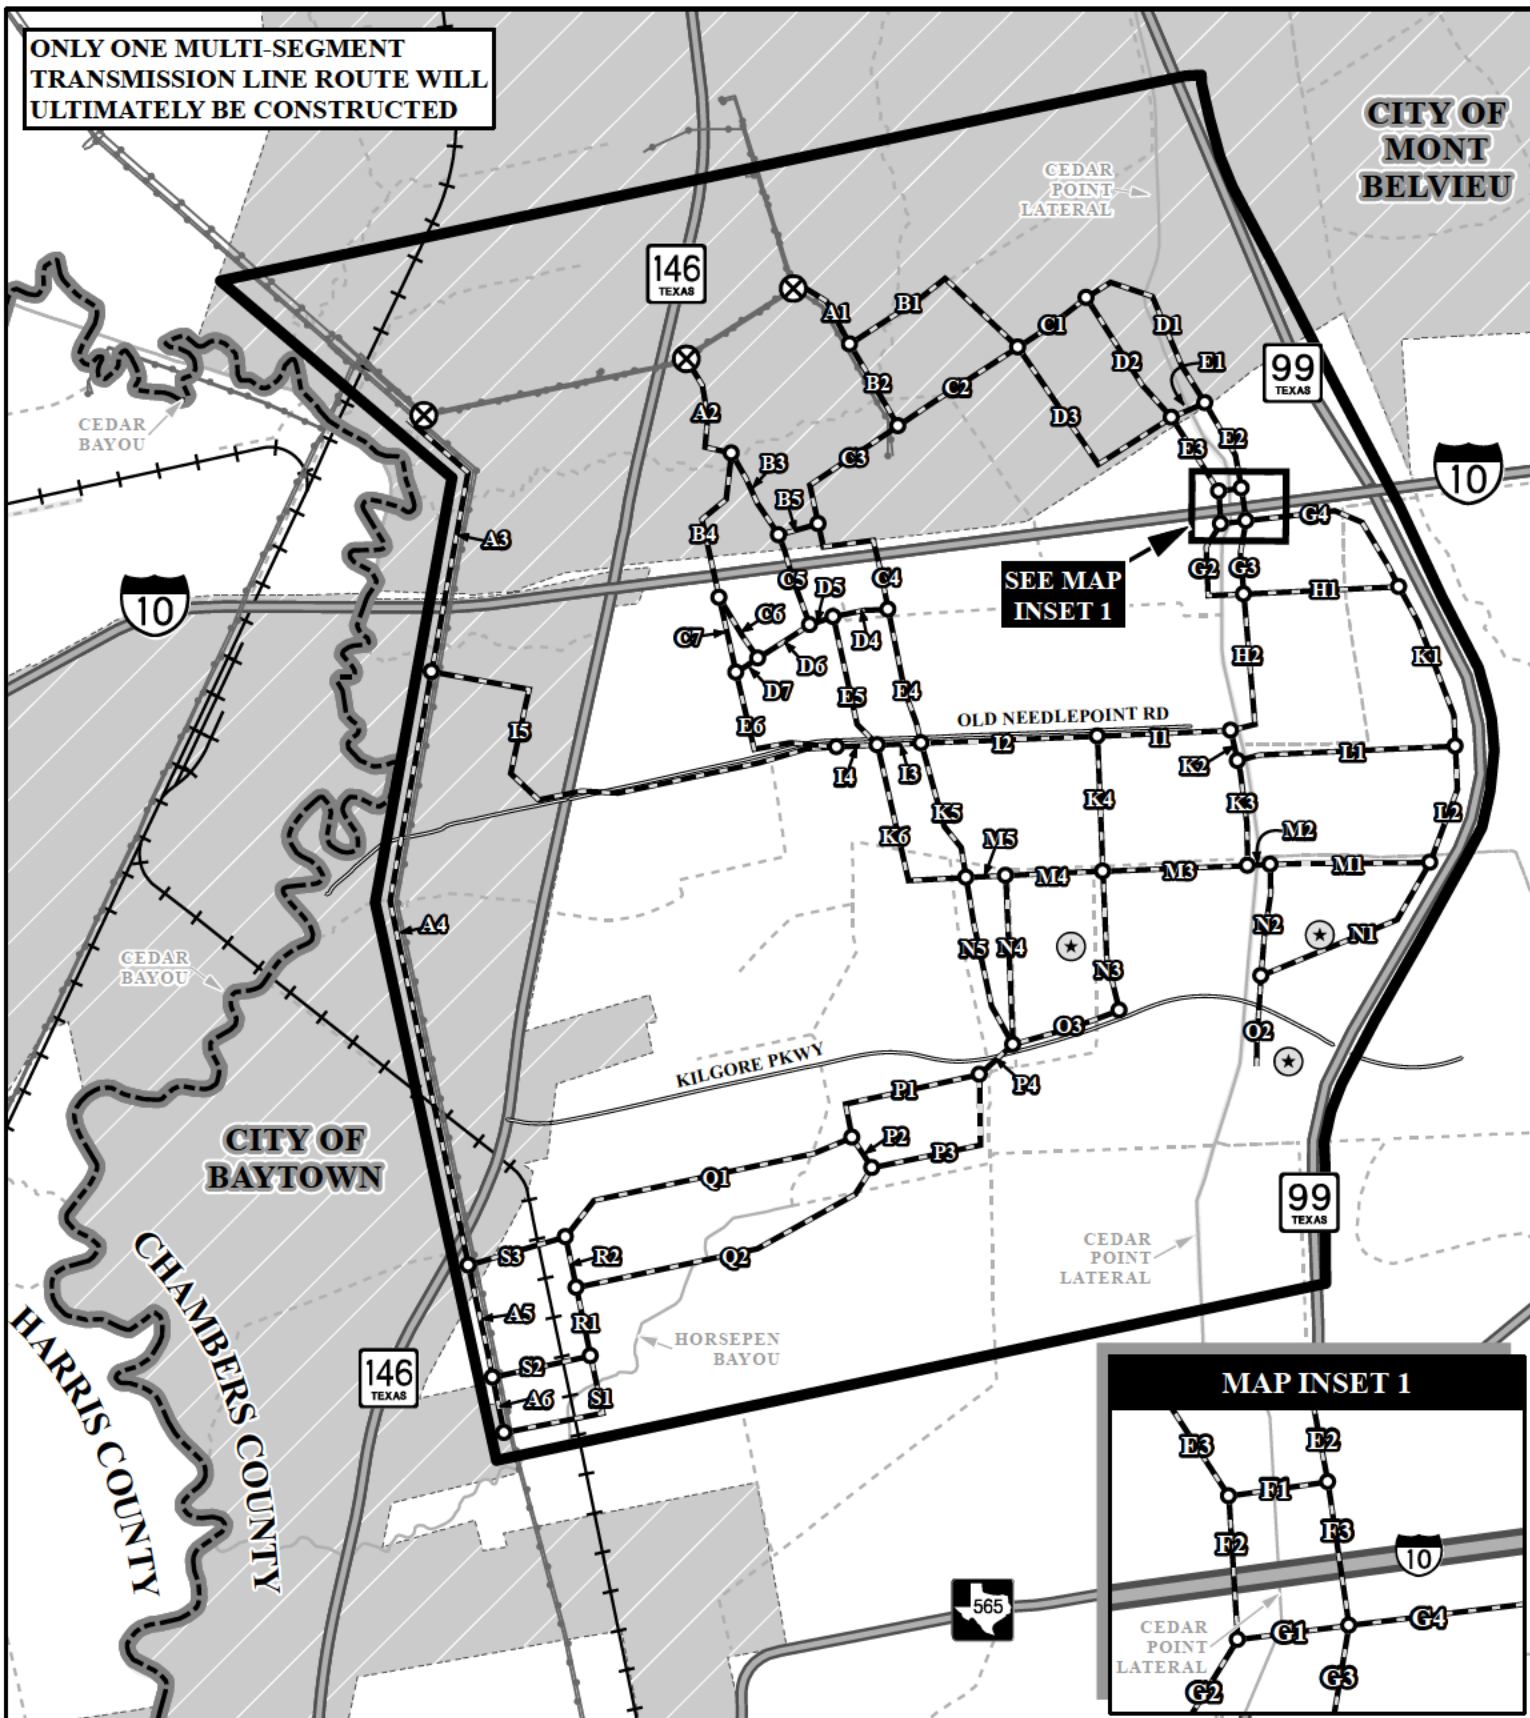 ONLY ONE MULTI-SEGMENT
TRANSMISSION LINE ROUTE WILL
ULTIMATELY BE CONSTRUCTED
CITY OF
MONT
BELVIEU
CEDAR
POINT
LATERAL
146
TEXAS
A1
B1
C1
D1
D2
E1
99
TEXAS
B2
C2
A2
D3
E2
E3
CEDAR
BAYOU
B3
C3
10
B5
G4
A3
B4
SEE MAP
INSET 1
G2
G3
C5
D5
C4
H1
10
C6
C7
D4
D6
D7
H2
K1
E5
E4
I5
E6
OLD NEEDLEPOINT RD
I2
I1
I4
I3
K2
L1
K5
K4
K3
L2
K6
M5
M2
M4
M3
M1
A4
N5
N4
N3
N2
N1
CEDAR
BAYOU
O3
O2
KILGORE PKWY
P1
P4
P2
P3
CITY OF
BAYTOWN
Q1
99
TEXAS
S3
R2
Q2
CEDAR
POINT
LATERAL
A5
R1
HORSEPEN
BAYOU
S2
A6
S1
146
TEXAS
CHAMBERS COUNTY
HARRIS COUNTY
565
MAP INSET 1
E3
E2
F1
F2
F3
10
CEDAR
POINT
LATERAL
G1
G4
G2
G3